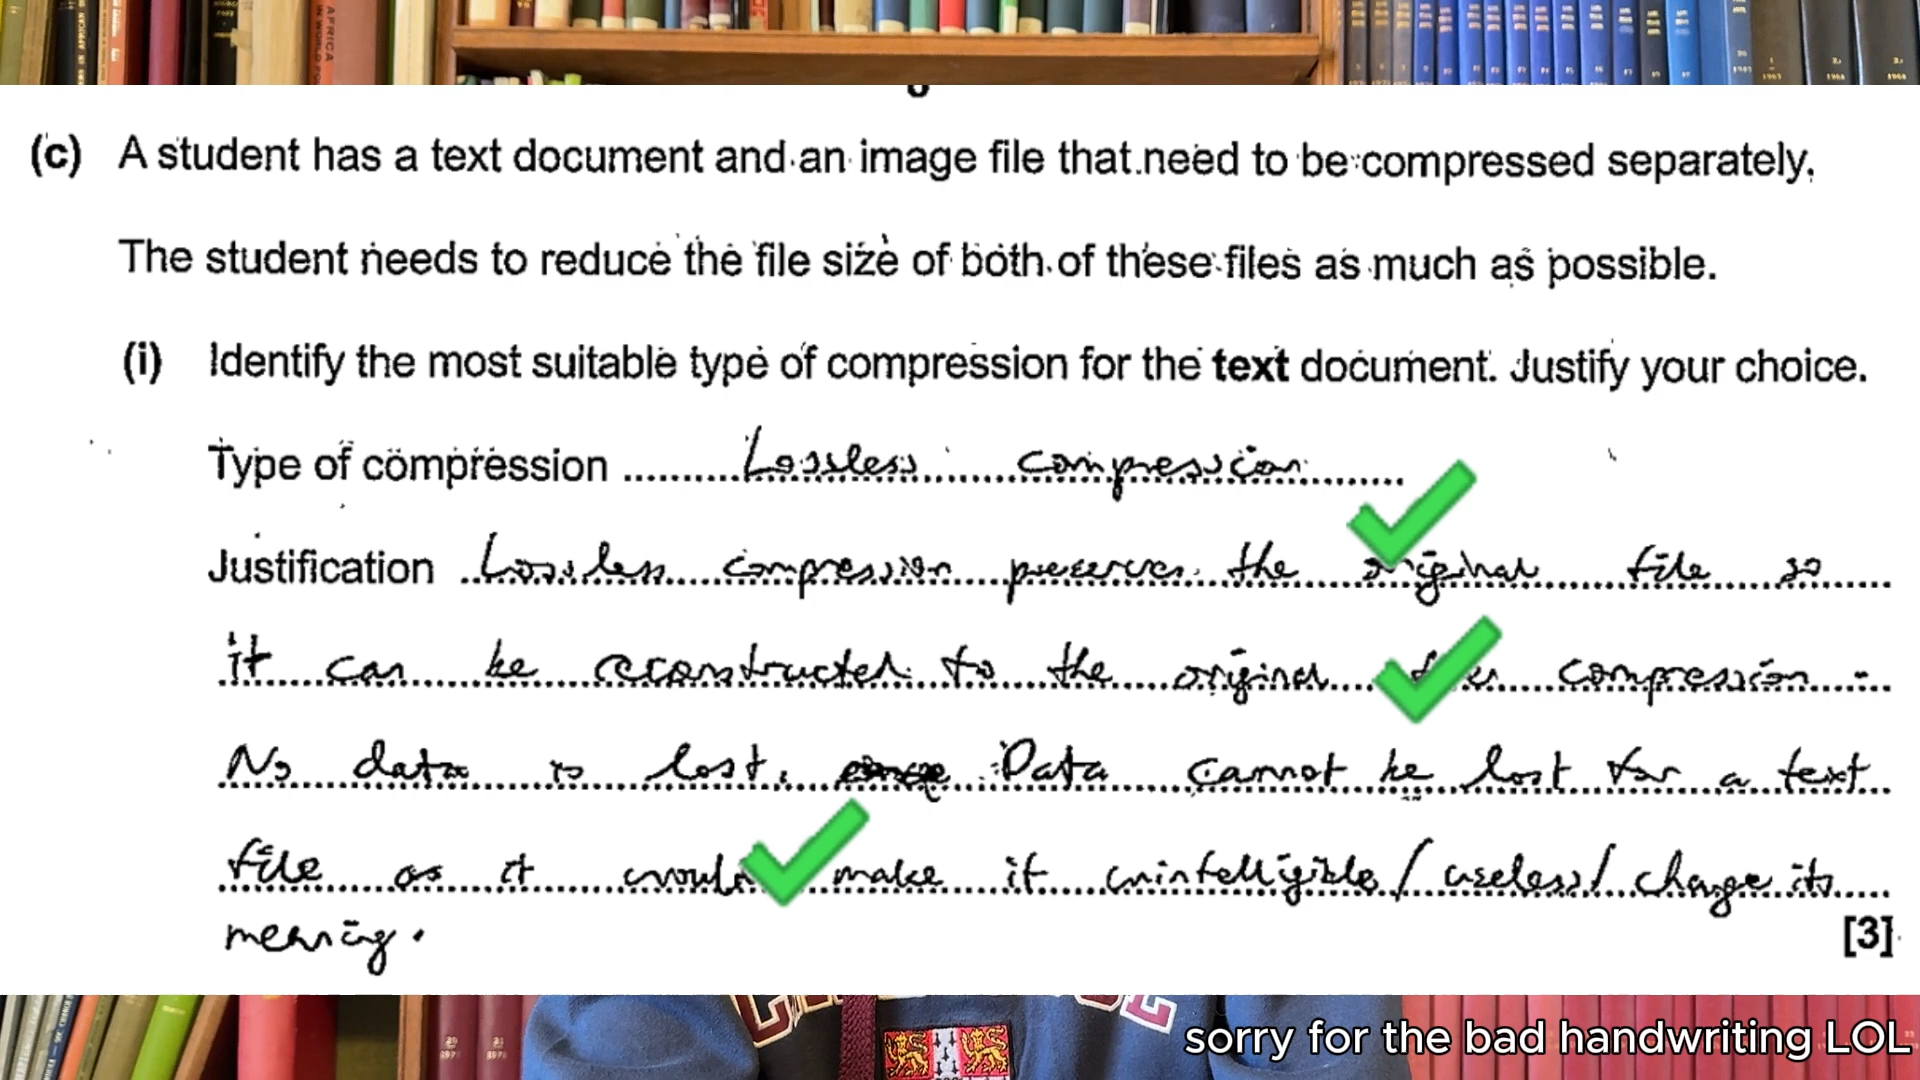 AFRICA
(c) A student has a text document and an image file that need to be compressed separately.
The student needs to reduce the file size of both of these files as much as possible.
(i) Identify the most suitable type of compression for the text document. Justify your choice.
Type of compression Lossless compression
Justification Lossless compression preserves the original file so
it can be reconstructed to the original compression.
No data is lost. Data cannot be lost for a text
file as it would make it unintelligible/useless/change its
meaning.
[3]
sorry for the bad handwriting LOL